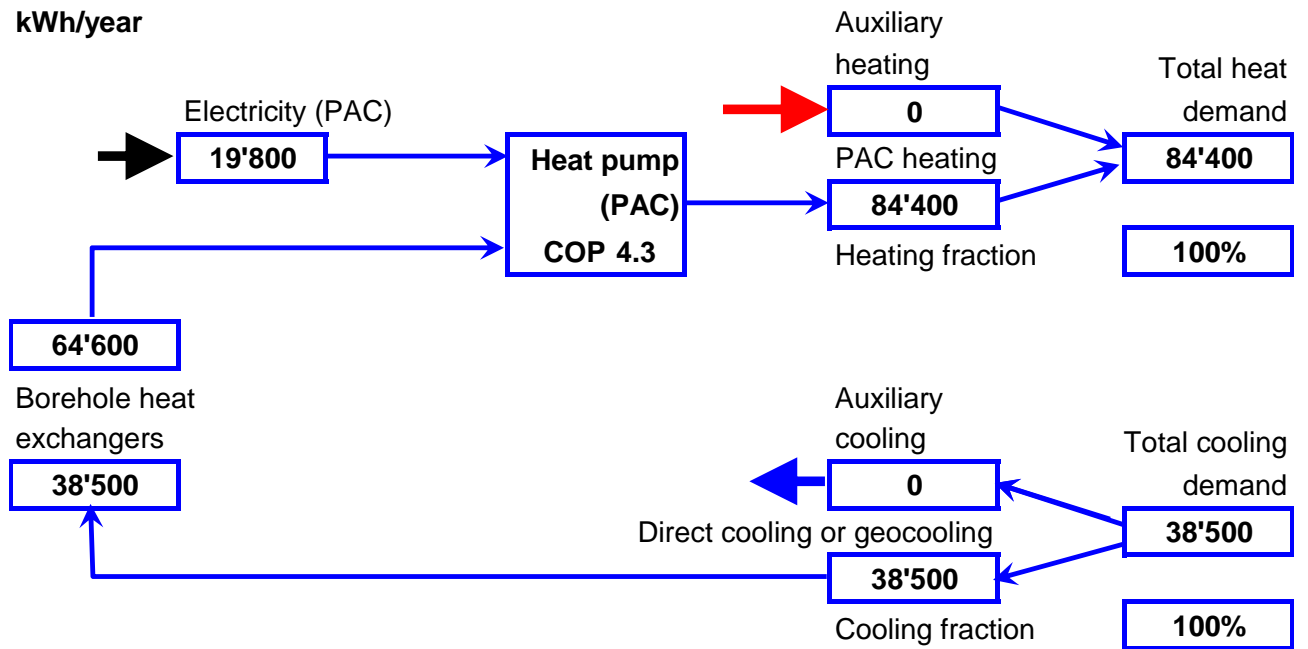 kWh/year
Auxiliary
heating
Total heat
demand
Electricity (PAC)
0
19'800
Heat pump
(PAC)
COP 4.3
PAC heating
84'400
84'400
Heating fraction
100%
64'600
Borehole heat
exchangers
38'500
Auxiliary
cooling
Total cooling
demand
0
Direct cooling or geocooling
38'500
38'500
Cooling fraction
100%